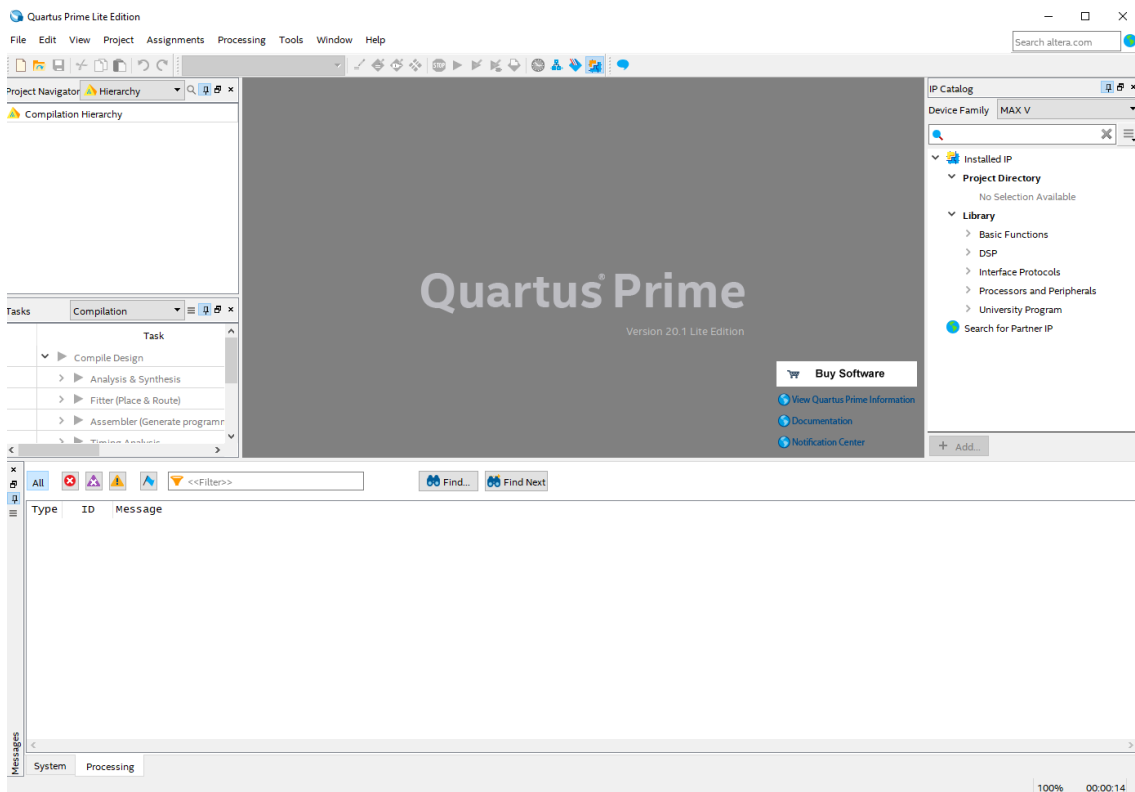 Quartus Prime Lite Edition
File Edit View Project Assignments Processing Tools Window Help
Search altera.com
Project Navigator Hierarchy
Compilation Hierarchy
Tasks Compilation
Task
Compile Design
Analysis & Synthesis
Fitter (Place & Route)
Assembler (Generate programm
Timing Analysis
Quartus® Prime
Version 20.1 Lite Edition
Buy Software
View Quartus Prime Information
Documentation
Notification Center
IP Catalog
Device Family MAX V
Installed IP
Project Directory
No Selection Available
Library
Basic Functions
DSP
Interface Protocols
Processors and Peripherals
University Program
Search for Partner IP
+ Add...
All <<Filter>> Find... Find Next
Type ID Message
Messages
System Processing
100% 00:00:14